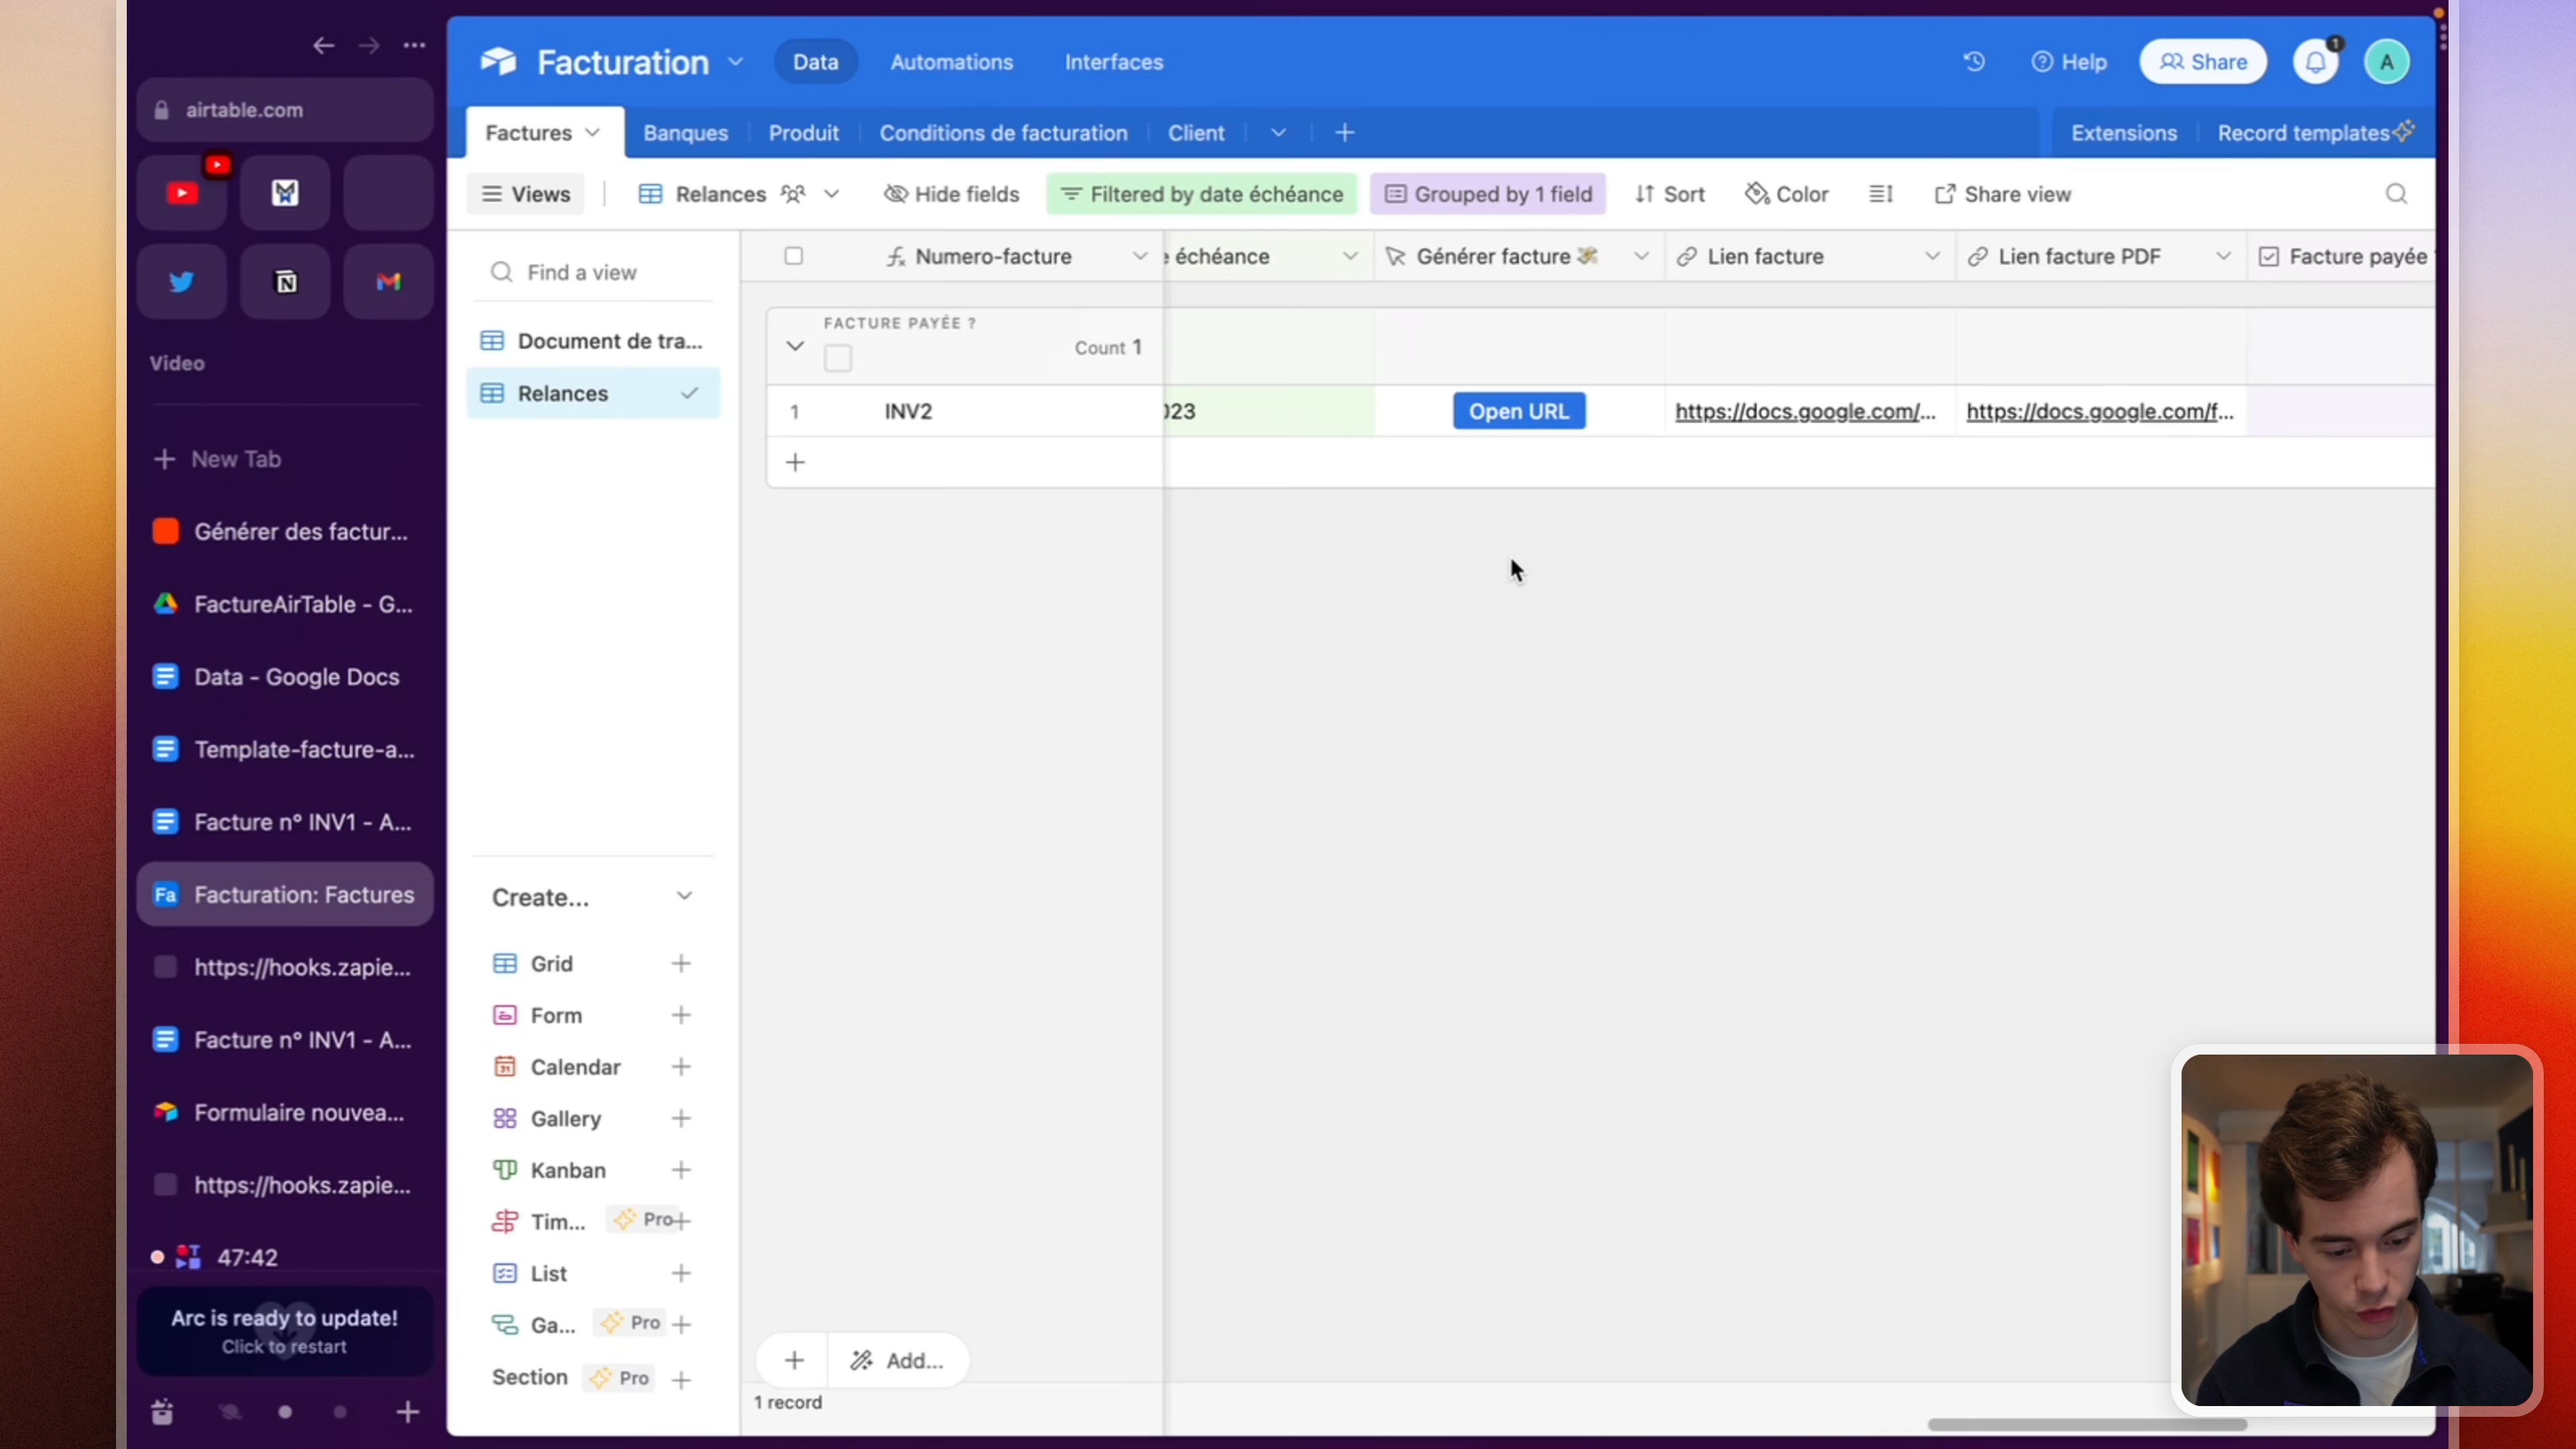 airtable.com
Video
New Tab
Générer des factur...
FactureAirTable - G...
Data - Google Docs
Template-facture-a...
Facture n° INV1 - A...
Fa Facturation: Factures
https://hooks.zapie...
Facture n° INV1 - A...
Formulaire nouvea...
https://hooks.zapie...
47:42
Arc is ready to update!
Click to restart
Facturation Data Automations Interfaces Help Share 1 A
Factures Banques Produit Conditions de facturation Client Extensions Record templates
Views Relances Hide fields Filtered by date échéance Grouped by 1 field Sort Color Share view
Find a view
Document de tra...
Relances
Create...
Grid
Form
Calendar
Gallery
Kanban
Tim... Pro
List
Ga... Pro
Section Pro
Numero-facture échéance Générer facture Lien facture Lien facture PDF Facture payée
FACTURE PAYÉE ?
Count 1
1 INV2 023 Open URL https://docs.google.com/... https://docs.google.com/f...
Add...
1 record